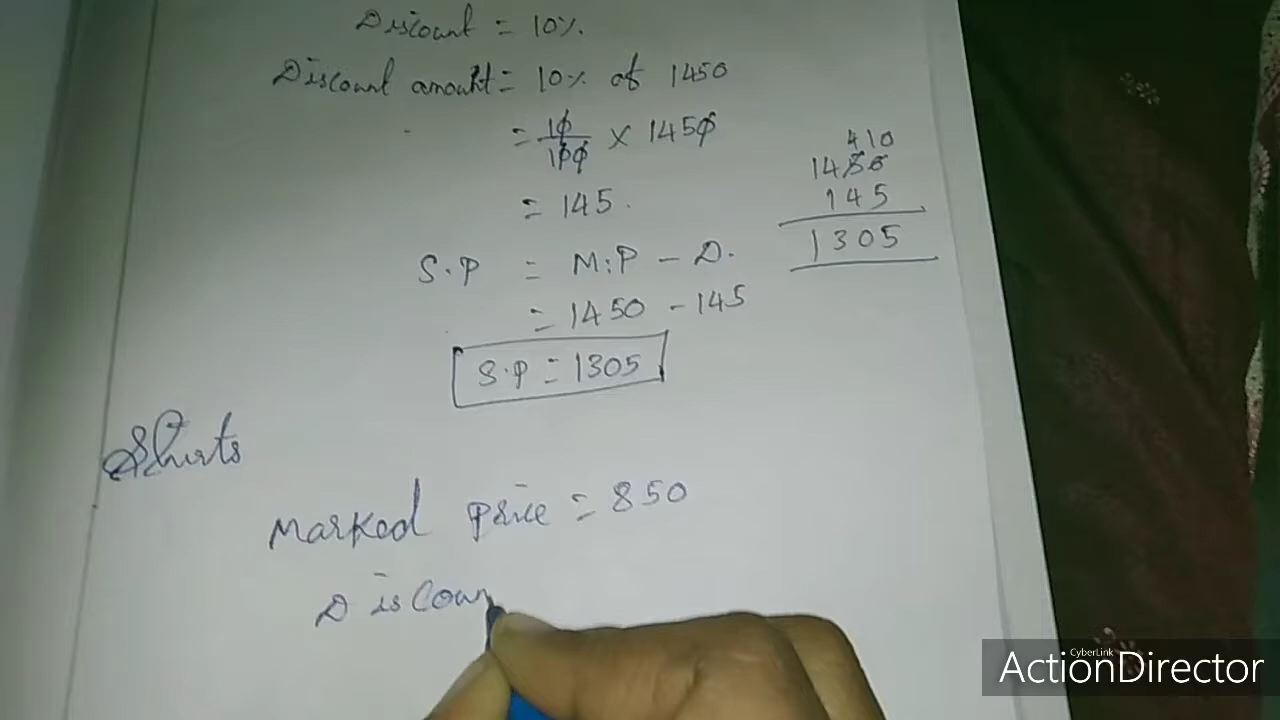 Discount = 10%.
Discount amount = 10% of 1450
= 10/100 × 1450
= 145.
S.P = M.P - D.
= 1450 - 145
S.P = 1305
410
1450
145
1305
Shirts
Marked price = 850
Discoun
CyberLink
ActionDirector